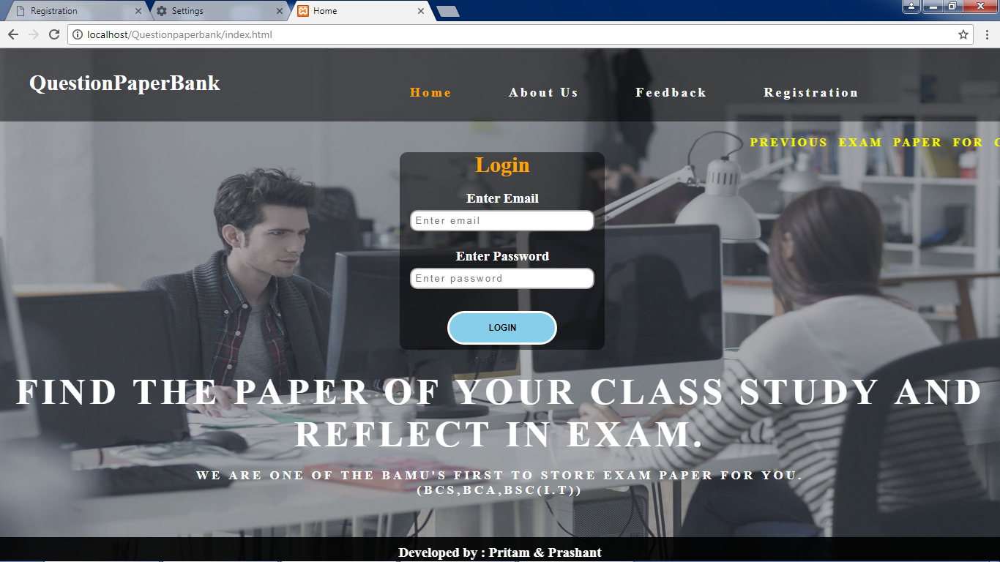 Registration
Settings
Home
localhost/Questionpaperbank/index.html
QuestionPaperBank
Home
About Us
Feedback
Registration
PREVIOUS EXAM PAPER FOR
Login
Enter Email
Enter email
Enter Password
Enter password
LOGIN
FIND THE PAPER OF YOUR CLASS STUDY AND
REFLECT IN EXAM.
WE ARE ONE OF THE BAMU'S FIRST TO STORE EXAM PAPER FOR YOU.
(BCS,BCA,BSC(I.T))
Developed by : Pritam & Prashant